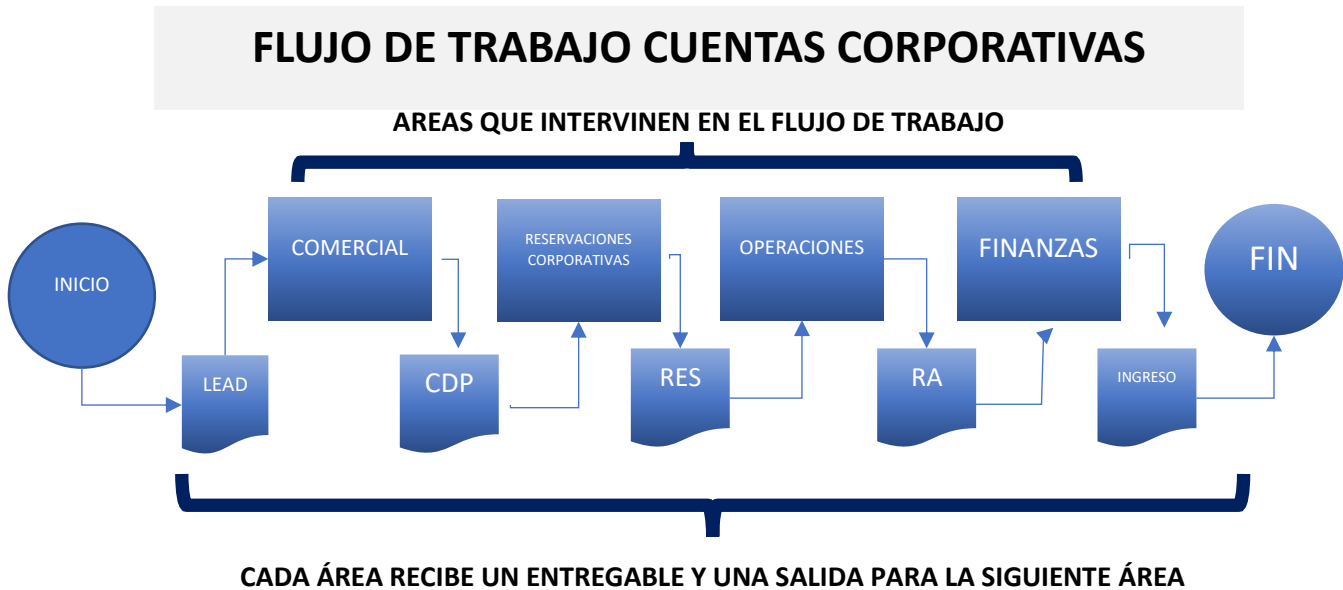 FLUJO DE TRABAJO CUENTAS CORPORATIVAS
AREAS QUE INTERVINEN EN EL FLUJO DE TRABAJO
INICIO
LEAD
COMERCIAL
CDP
RESERVACIONES
CORPORATIVAS
RES
OPERACIONES
RA
FINANZAS
INGRESO
FIN
CADA ÁREA RECIBE UN ENTREGABLE Y UNA SALIDA PARA LA SIGUIENTE ÁREA